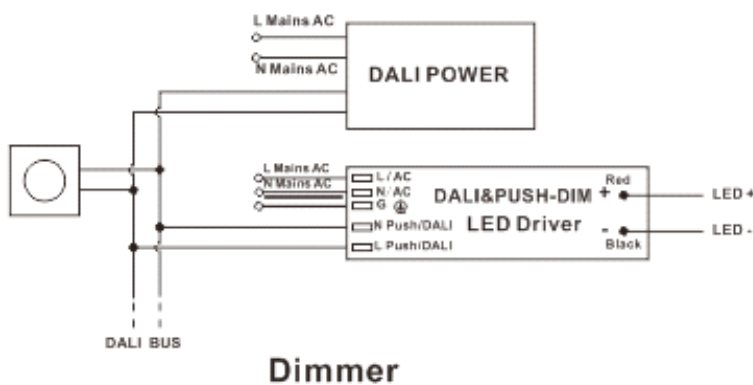 L Mains AC
N Mains AC
DALI POWER
L Mains AC
N Mains AC
L / AC
N/ AC
G
N Push/DALI
L Push/DALI
DALI&PUSH-DIM
LED Driver
Red
+
-
Black
LED +
LED -
DALI BUS
Dimmer